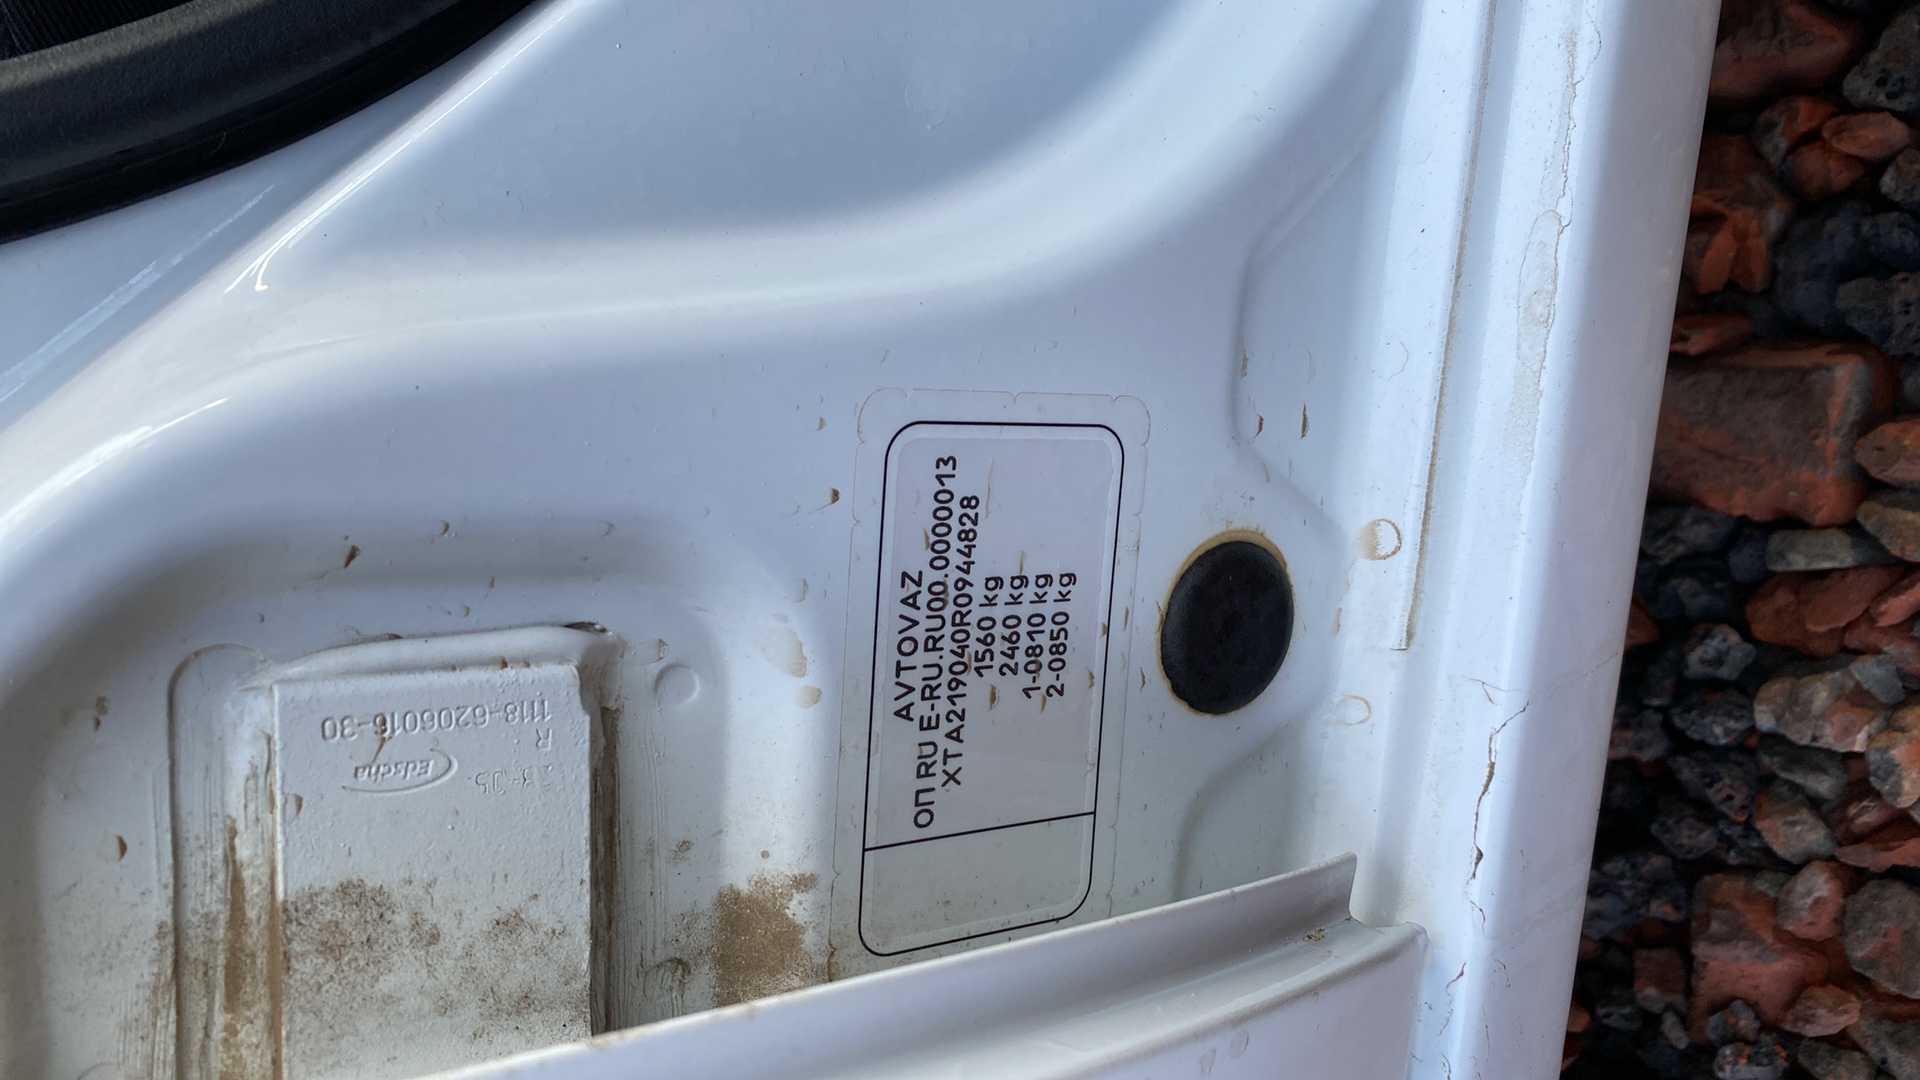 AVTOVAZ
ОП RU E-RU.RU00.0000013
XTA219040R0944828
1560 kg
2460 kg
1-0810 kg
2-0850 kg
1118-6206016-30
R
Edscha